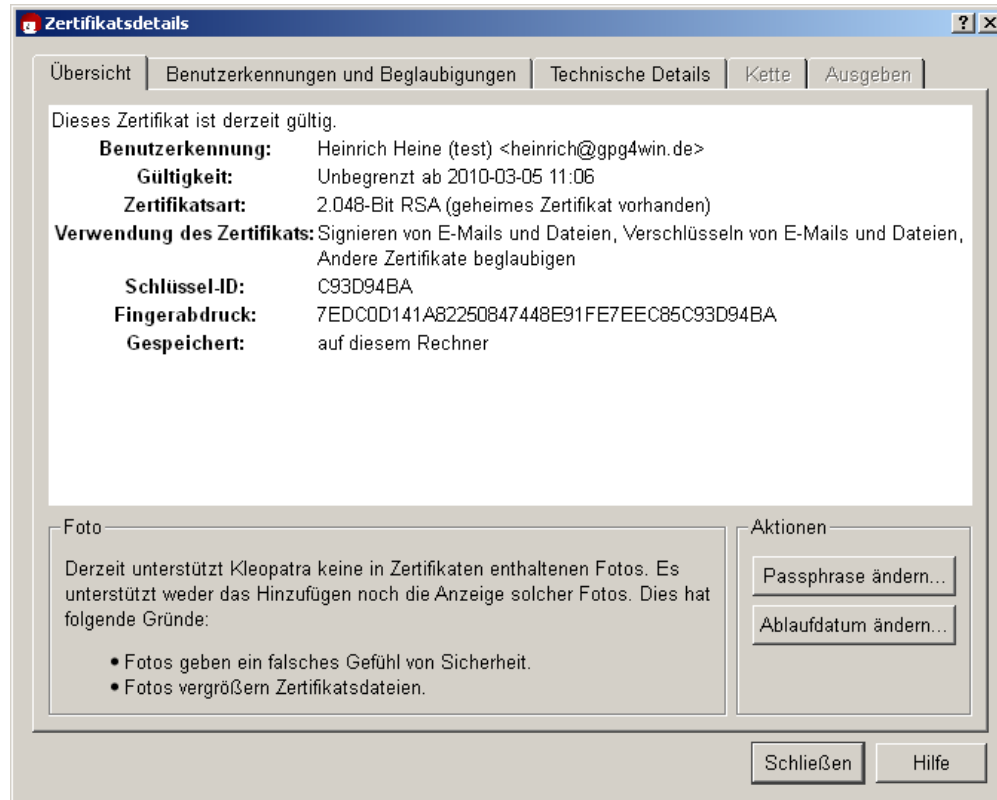 Zertifikatsdetails
Übersicht Benutzerkennungen und Beglaubigungen Technische Details Kette Ausgeben
Dieses Zertifikat ist derzeit gültig.
Benutzerkennung: Heinrich Heine (test) <heinrich@gpg4win.de>
Gültigkeit: Unbegrenzt ab 2010-03-05 11:06
Zertifikatsart: 2.048-Bit RSA (geheimes Zertifikat vorhanden)
Verwendung des Zertifikats: Signieren von E-Mails und Dateien, Verschlüsseln von E-Mails und Dateien,
Andere Zertifikate beglaubigen
Schlüssel-ID: C93D94BA
Fingerabdruck: 7EDC0D141A82250847448E91FE7EEC85C93D94BA
Gespeichert: auf diesem Rechner
Foto
Derzeit unterstützt Kleopatra keine in Zertifikaten enthaltenen Fotos. Es
unterstützt weder das Hinzufügen noch die Anzeige solcher Fotos. Dies hat
folgende Gründe:
• Fotos geben ein falsches Gefühl von Sicherheit.
• Fotos vergrößern Zertifikatsdateien.
Aktionen
Passphrase ändern...
Ablaufdatum ändern...
Schließen Hilfe